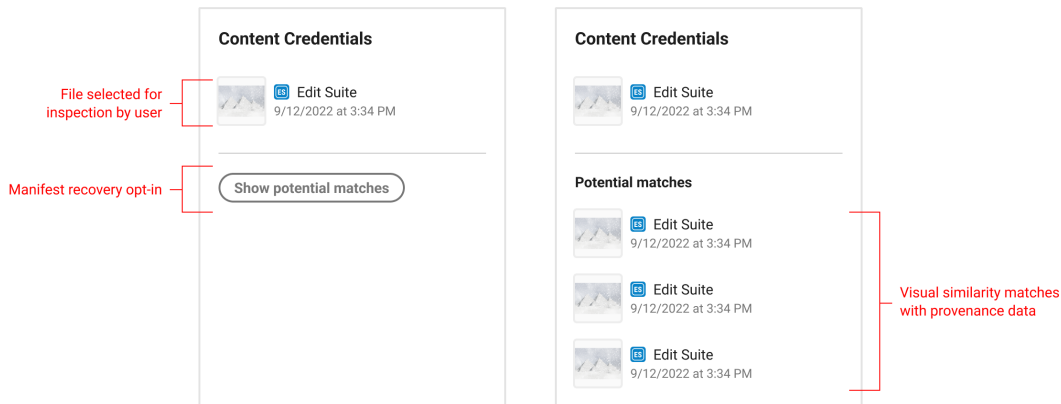 Content Credentials
File selected for
inspection by user
ES Edit Suite
9/12/2022 at 3:34 PM
Manifest recovery opt-in
Show potential matches
Content Credentials
ES Edit Suite
9/12/2022 at 3:34 PM
Potential matches
ES Edit Suite
9/12/2022 at 3:34 PM
ES Edit Suite
9/12/2022 at 3:34 PM
ES Edit Suite
9/12/2022 at 3:34 PM
Visual similarity matches
with provenance data